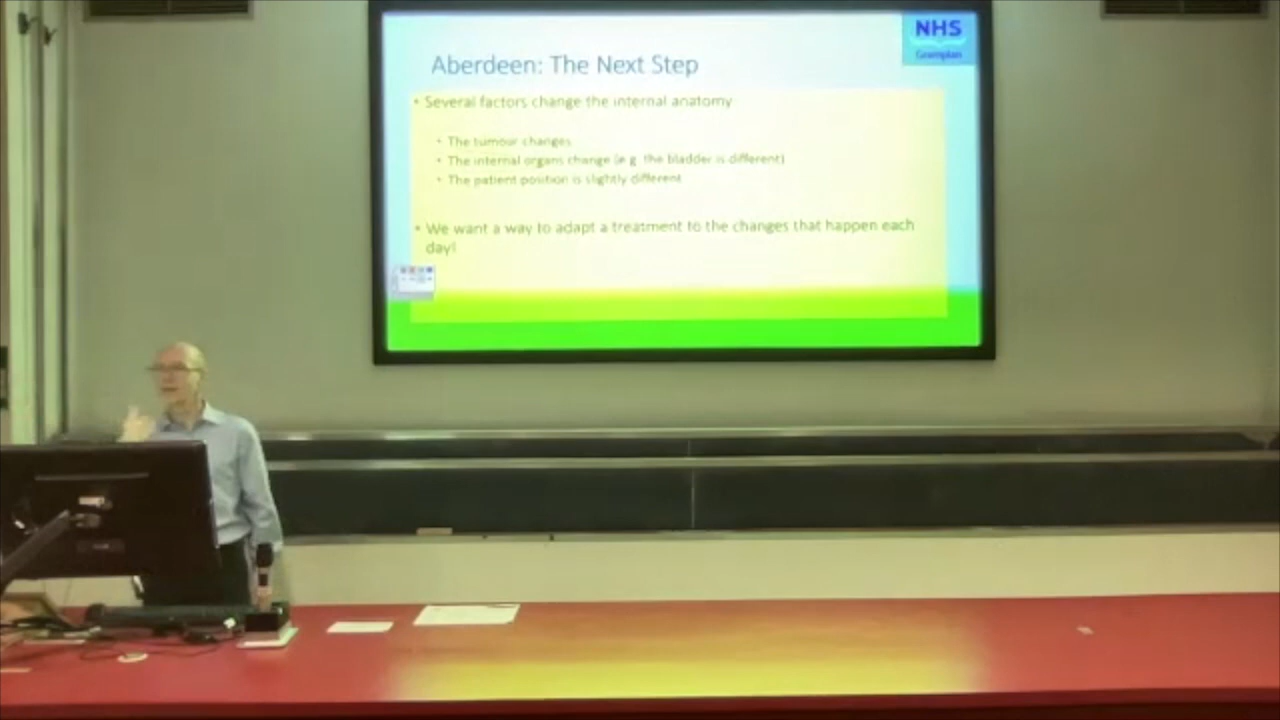 NHS
Grampian
Aberdeen: The Next Step
• Several factors change the internal anatomy
• The tumour changes
• The internal organs change (e.g. the bladder is different)
• The patient position is slightly different
• We want a way to adapt a treatment to the changes that happen each
day!